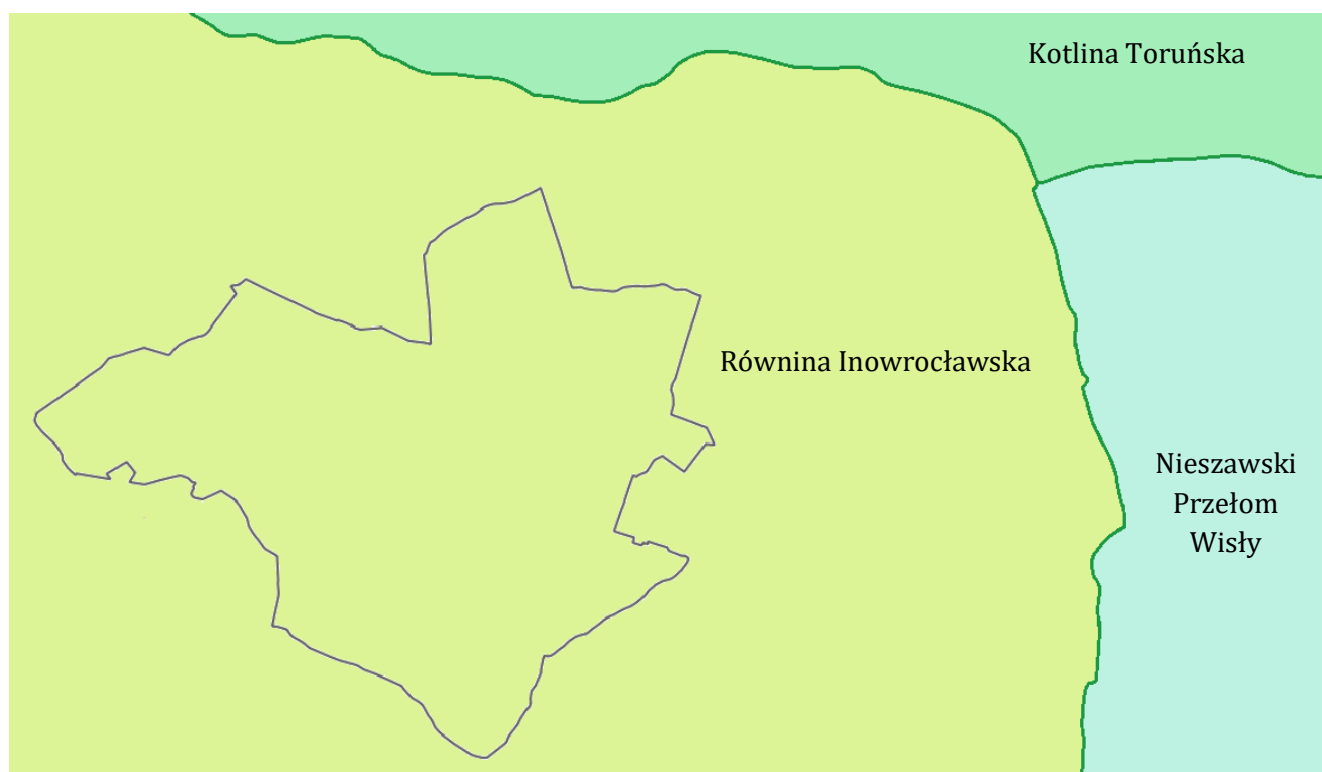 Kotlina Toruńska
Równina Inowrocławska
Nieszawski
Przełom
Wisły